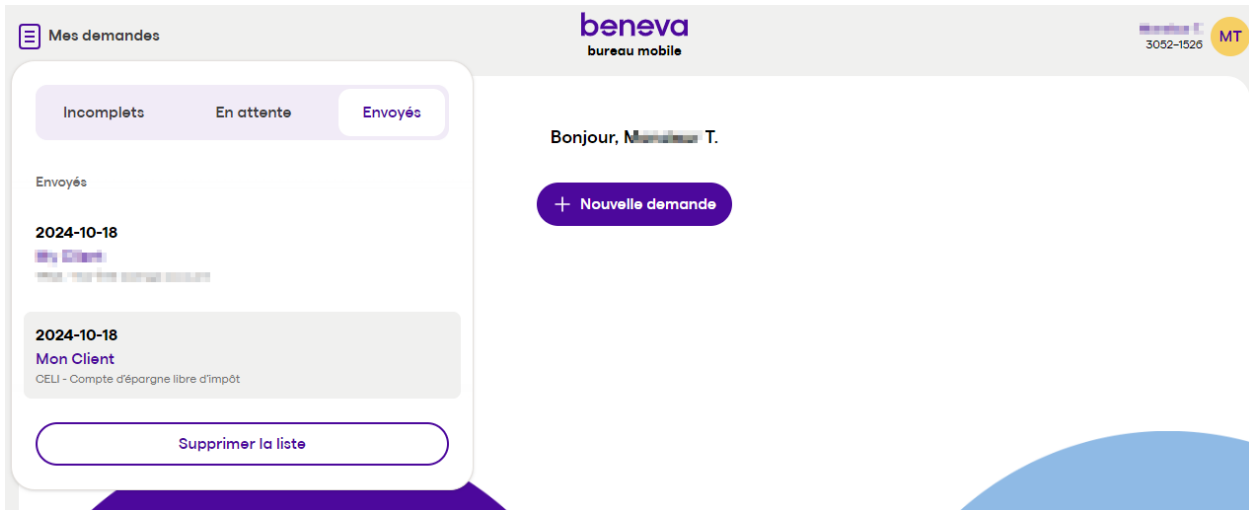 Mes demandes
beneva
bureau mobile
3052-1526
MT
Incomplets
En attente
Envoyés
Bonjour, T.
Envoyés
+ Nouvelle demande
2024-10-18
2024-10-18
Mon Client
CELI - Compte d'épargne libre d'impôt
Supprimer la liste